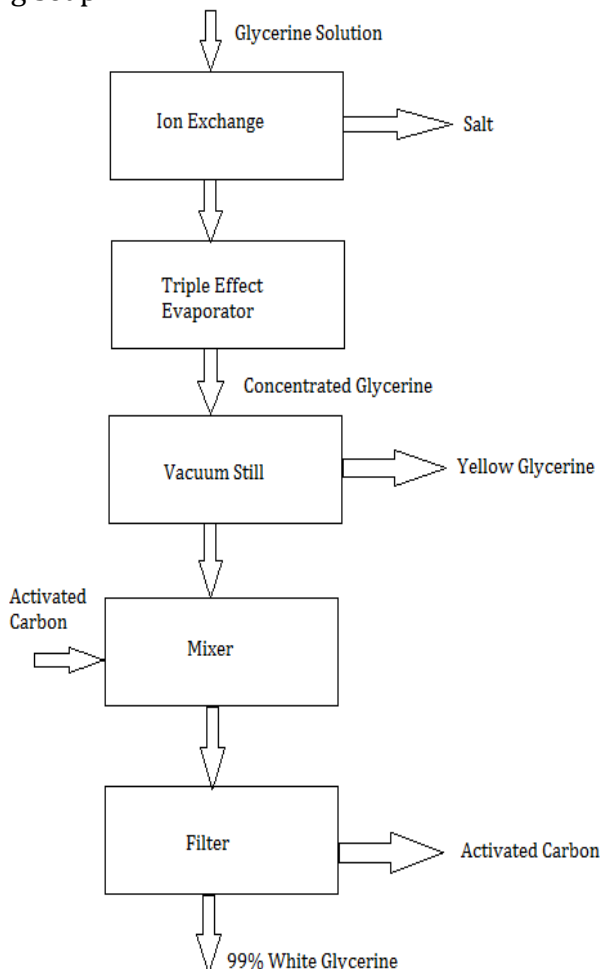 Glycerine Solution
Ion Exchange
Salt
Triple Effect
Evaporator
Concentrated Glycerine
Vacuum Still
Yellow Glycerine
Activated
Carbon
Mixer
Filter
Activated Carbon
99% White Glycerine